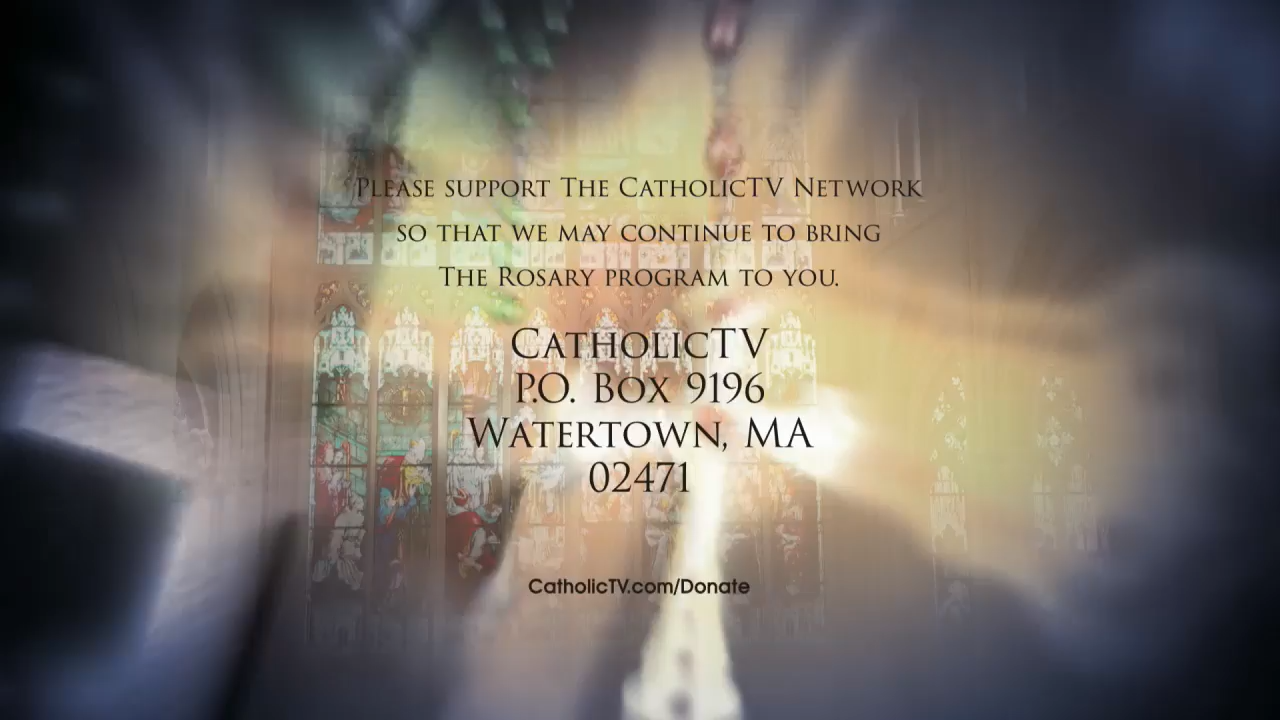 Please support The CatholicTV Network
so that we may continue to bring
The Rosary program to you.
CatholicTV
P.O. Box 9196
Watertown, MA
02471
CatholicTV.com/Donate